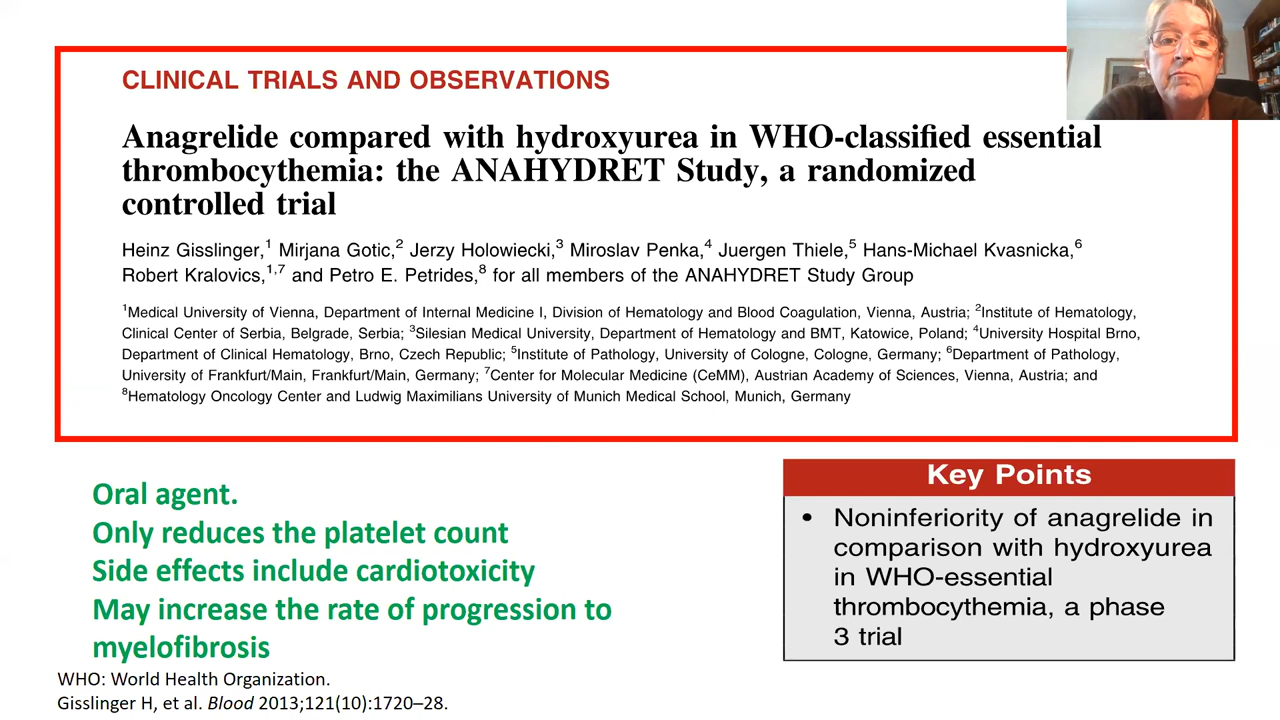 CLINICAL TRIALS AND OBSERVATIONS
Anagrelide compared with hydroxyurea in WHO-classified essential
thrombocythemia: the ANAHYDRET Study, a randomized
controlled trial
Heinz Gisslinger,1 Mirjana Gotic,2 Jerzy Holowiecki,3 Miroslav Penka,4 Juergen Thiele,5 Hans-Michael Kvasnicka,6
Robert Kralovics,1,7 and Petro E. Petrides,8 for all members of the ANAHYDRET Study Group
1Medical University of Vienna, Department of Internal Medicine I, Division of Hematology and Blood Coagulation, Vienna, Austria; 2Institute of Hematology,
Clinical Center of Serbia, Belgrade, Serbia; 3Silesian Medical University, Department of Hematology and BMT, Katowice, Poland; 4University Hospital Brno,
Department of Clinical Hematology, Brno, Czech Republic; 5Institute of Pathology, University of Cologne, Cologne, Germany; 6Department of Pathology,
University of Frankfurt/Main, Frankfurt/Main, Germany; 7Center for Molecular Medicine (CeMM), Austrian Academy of Sciences, Vienna, Austria; and
8Hematology Oncology Center and Ludwig Maximilians University of Munich Medical School, Munich, Germany
Oral agent.
Only reduces the platelet count
Side effects include cardiotoxicity
May increase the rate of progression to
myelofibrosis
Key Points
• Noninferiority of anagrelide in
comparison with hydroxyurea
in WHO-essential
thrombocythemia, a phase
3 trial
WHO: World Health Organization.
Gisslinger H, et al. Blood 2013;121(10):1720–28.